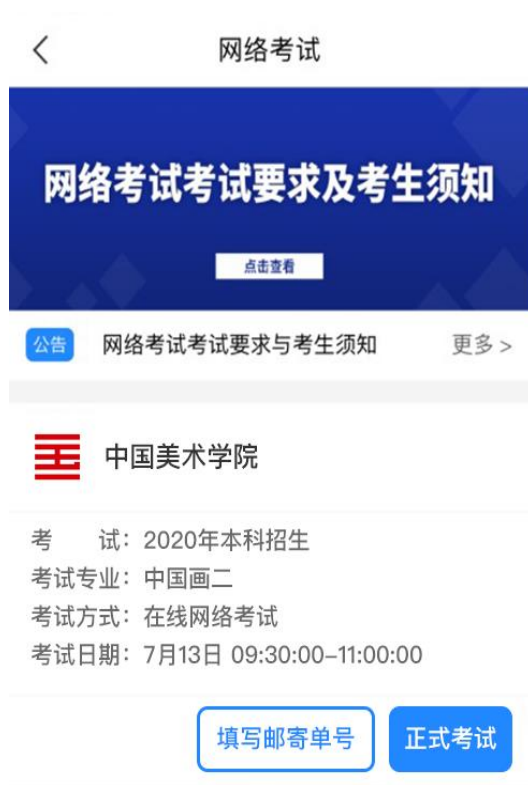 网络考试
网络考试考试要求及考生须知
点击查看
公告 网络考试考试要求与考生须知 更多 >
中国美术学院
考 试：2020年本科招生
考试专业：中国画二
考试方式：在线网络考试
考试日期：7月13日 09:30:00–11:00:00
填写邮寄单号 正式考试